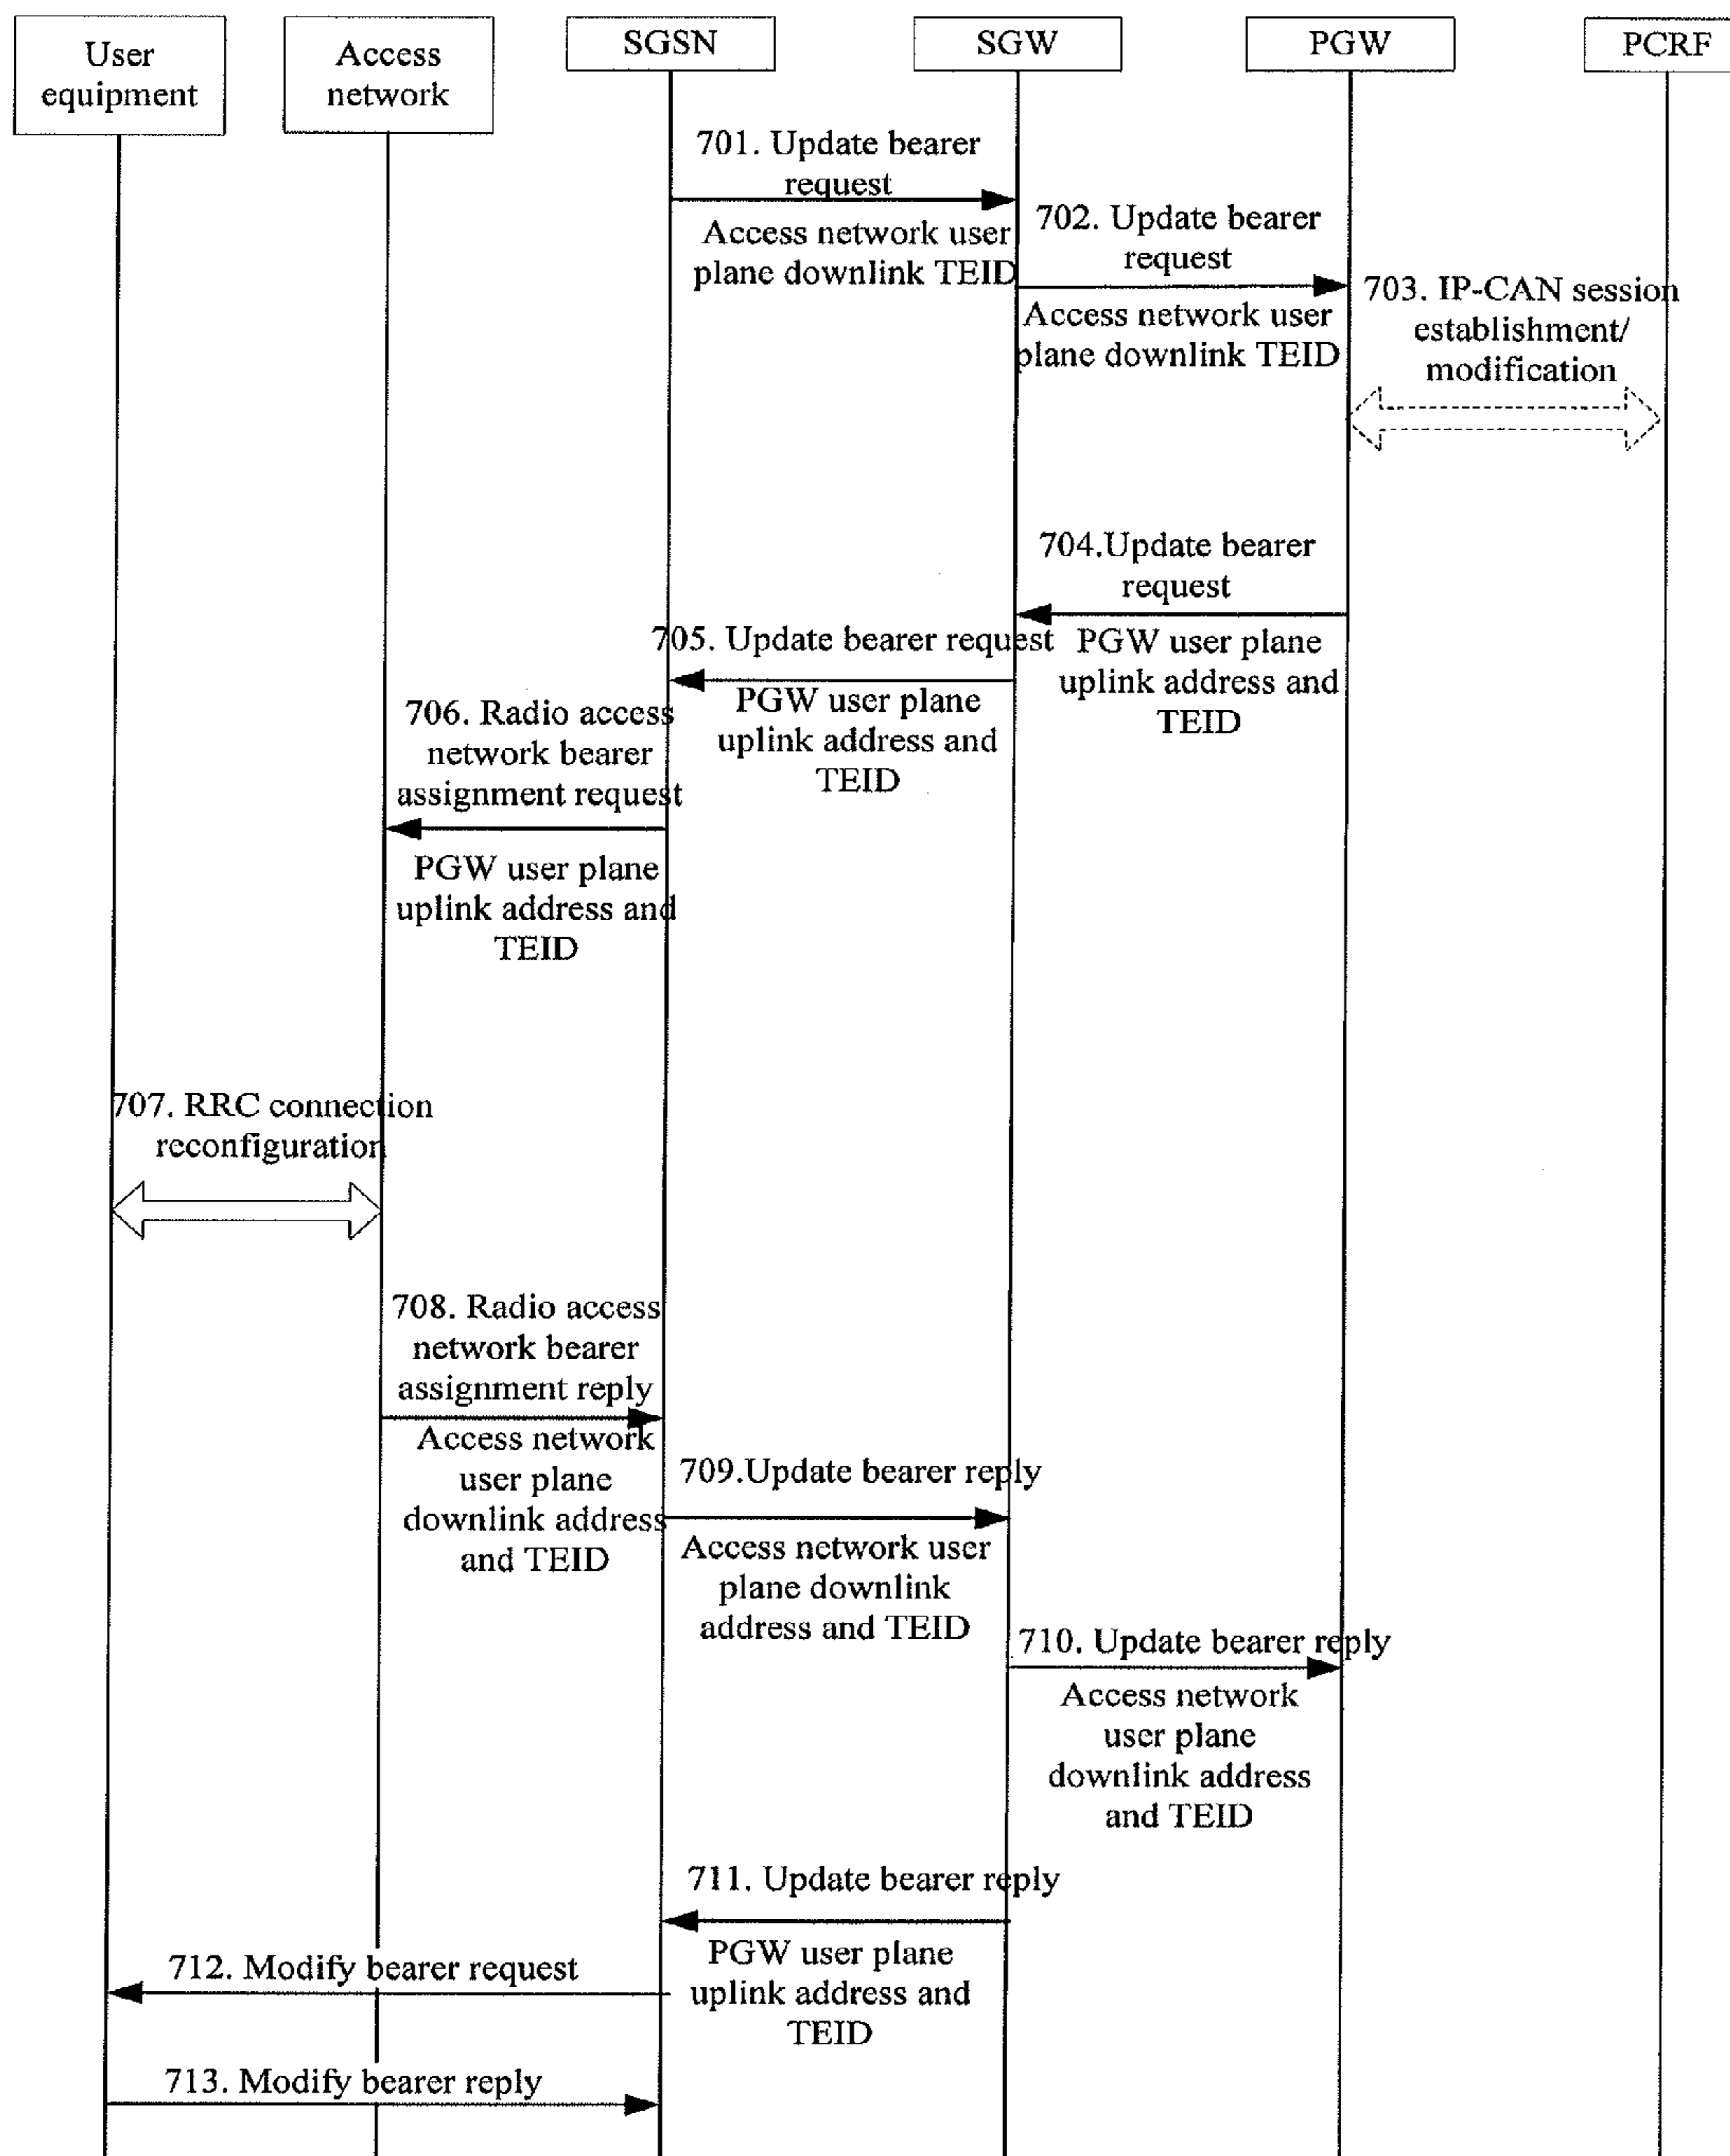 User
equipment
Access
network
SGSN
SGW
PGW
PCRF
701. Update bearer
request
Access network user
plane downlink TEID
702. Update bearer
request
Access network user
plane downlink TEID
703. IP-CAN session
establishment/
modification
704.Update bearer
request
PGW user plane
uplink address and
TEID
705. Update bearer request
PGW user plane
uplink address and
TEID
706. Radio access
network bearer
assignment request
PGW user plane
uplink address and
TEID
707. RRC connection
reconfiguration
708. Radio access
network bearer
assignment reply
Access network
user plane
downlink address
and TEID
709.Update bearer reply
Access network user
plane downlink
address and TEID
710. Update bearer reply
Access network
user plane
downlink address
and TEID
711. Update bearer reply
PGW user plane
uplink address and
TEID
712. Modify bearer request
713. Modify bearer reply